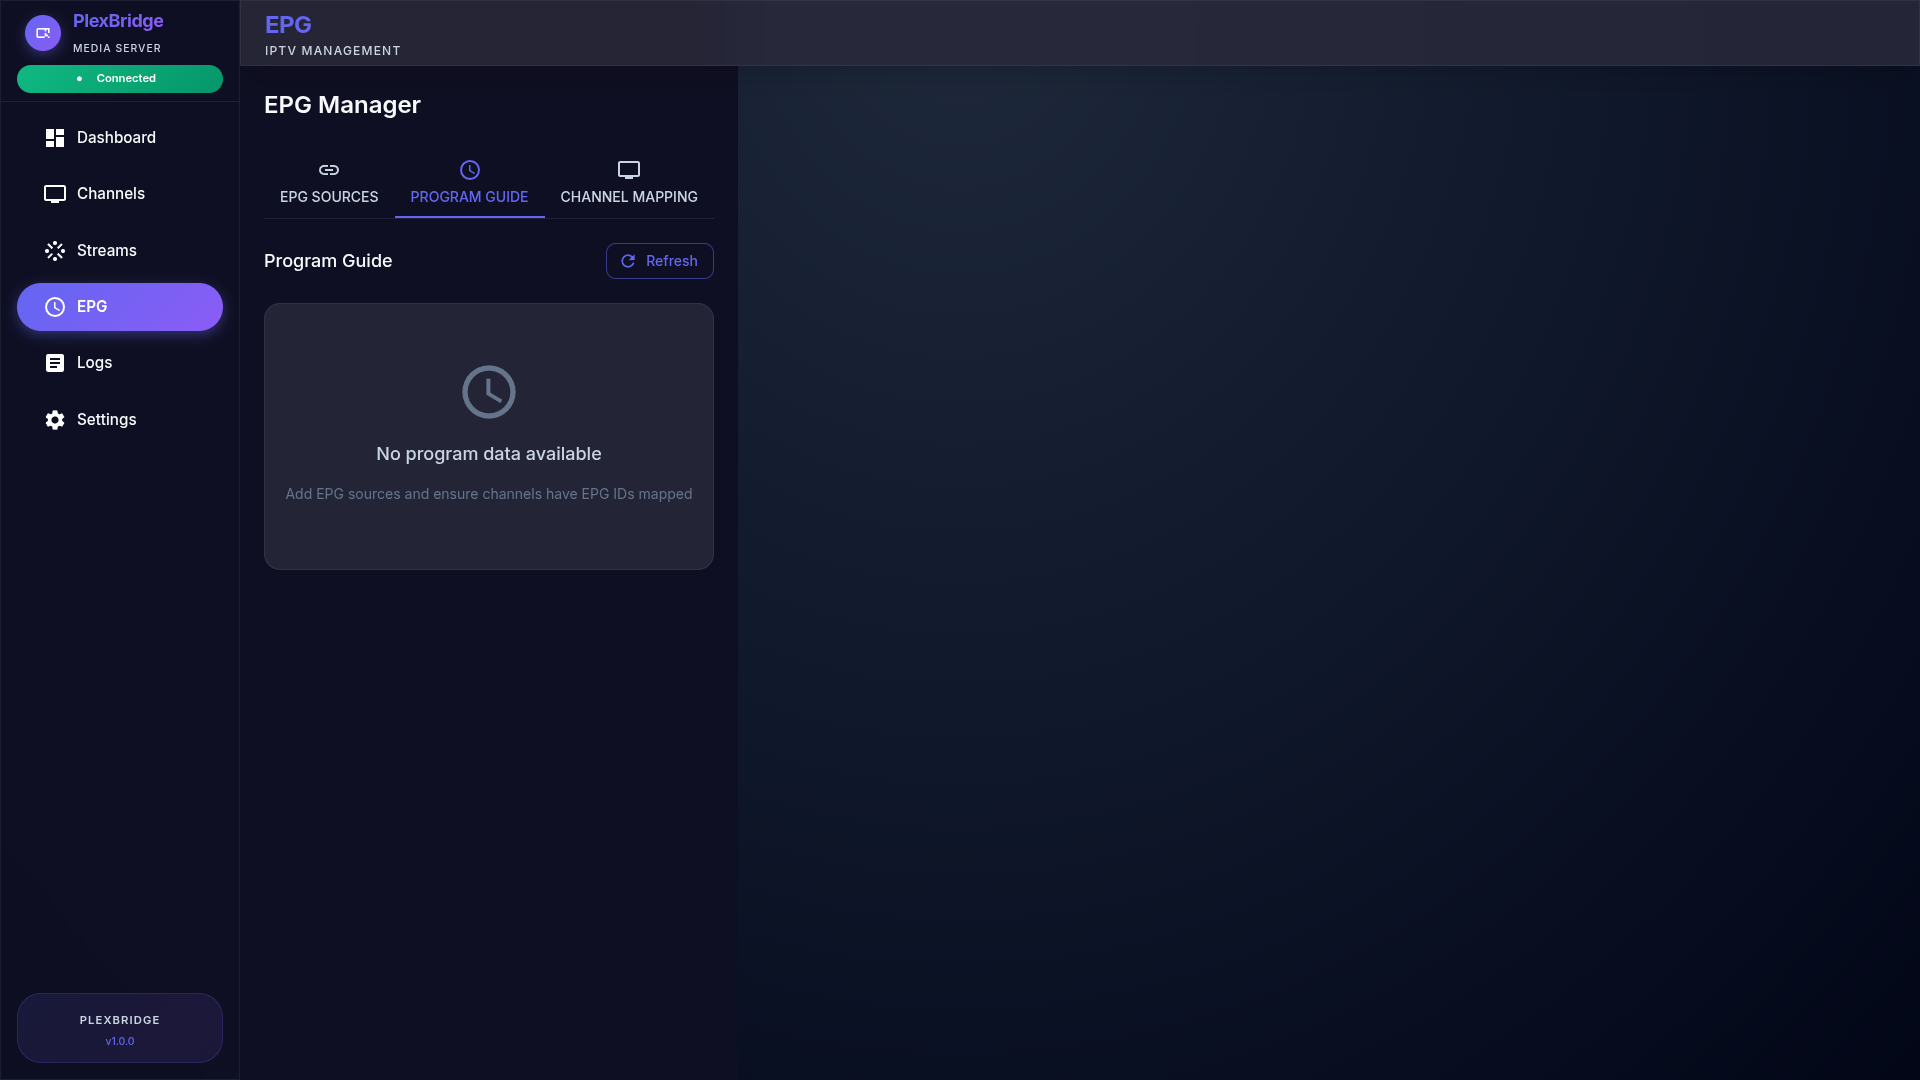 PlexBridge
MEDIA SERVER
Connected
Dashboard
Channels
Streams
EPG
Logs
Settings
PLEXBRIDGE
v1.0.0
EPG
IPTV MANAGEMENT
EPG Manager
EPG SOURCES
PROGRAM GUIDE
CHANNEL MAPPING
Program Guide
Refresh
No program data available
Add EPG sources and ensure channels have EPG IDs mapped